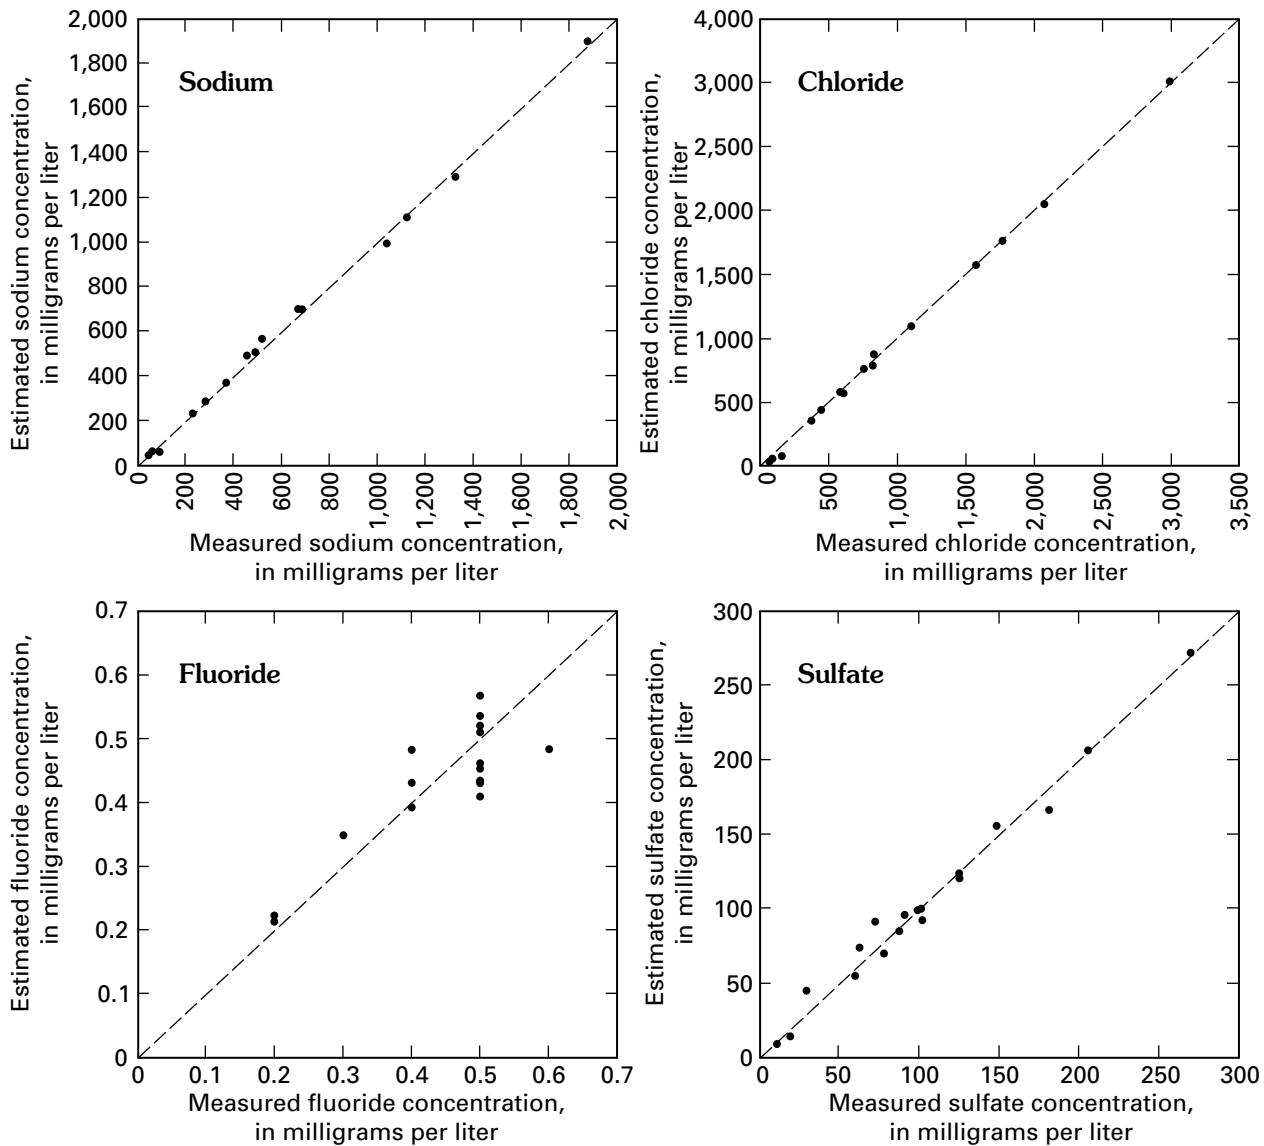 Sodium
Estimated sodium concentration,
in milligrams per liter
2,000
1,800
1,600
1,400
1,200
1,000
800
600
400
200
0
0
200
400
600
800
1,000
1,200
1,400
1,600
1,800
2,000
Measured sodium concentration,
in milligrams per liter
Chloride
Estimated chloride concentration,
in milligrams per liter
4,000
3,000
2,500
2,000
1,500
1,000
500
0
0
500
1,000
1,500
2,000
2,500
3,000
3,500
Measured chloride concentration,
in milligrams per liter
Fluoride
Estimated fluoride concentration,
in milligrams per liter
0.7
0.6
0.5
0.4
0.3
0.2
0.1
0
0 0.1 0.2 0.3 0.4 0.5 0.6 0.7
Measured fluoride concentration,
in milligrams per liter
Sulfate
Estimated sulfate concentration,
in milligrams per liter
300
250
200
150
100
50
0
0 50 100 150 200 250 300
Measured sulfate concentration,
in milligrams per liter